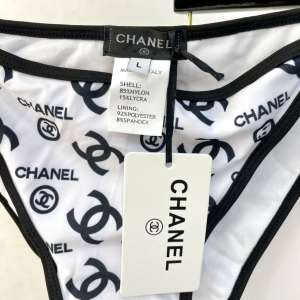 CHANEL
L
MADE IN ITALY
SHELL:
85%NYLON
15%LYCRA
LINING:
92%POLYESTER
8%SPANDEX
CHANEL
CHANEL
CHANEL
CHANEL
CHANEL